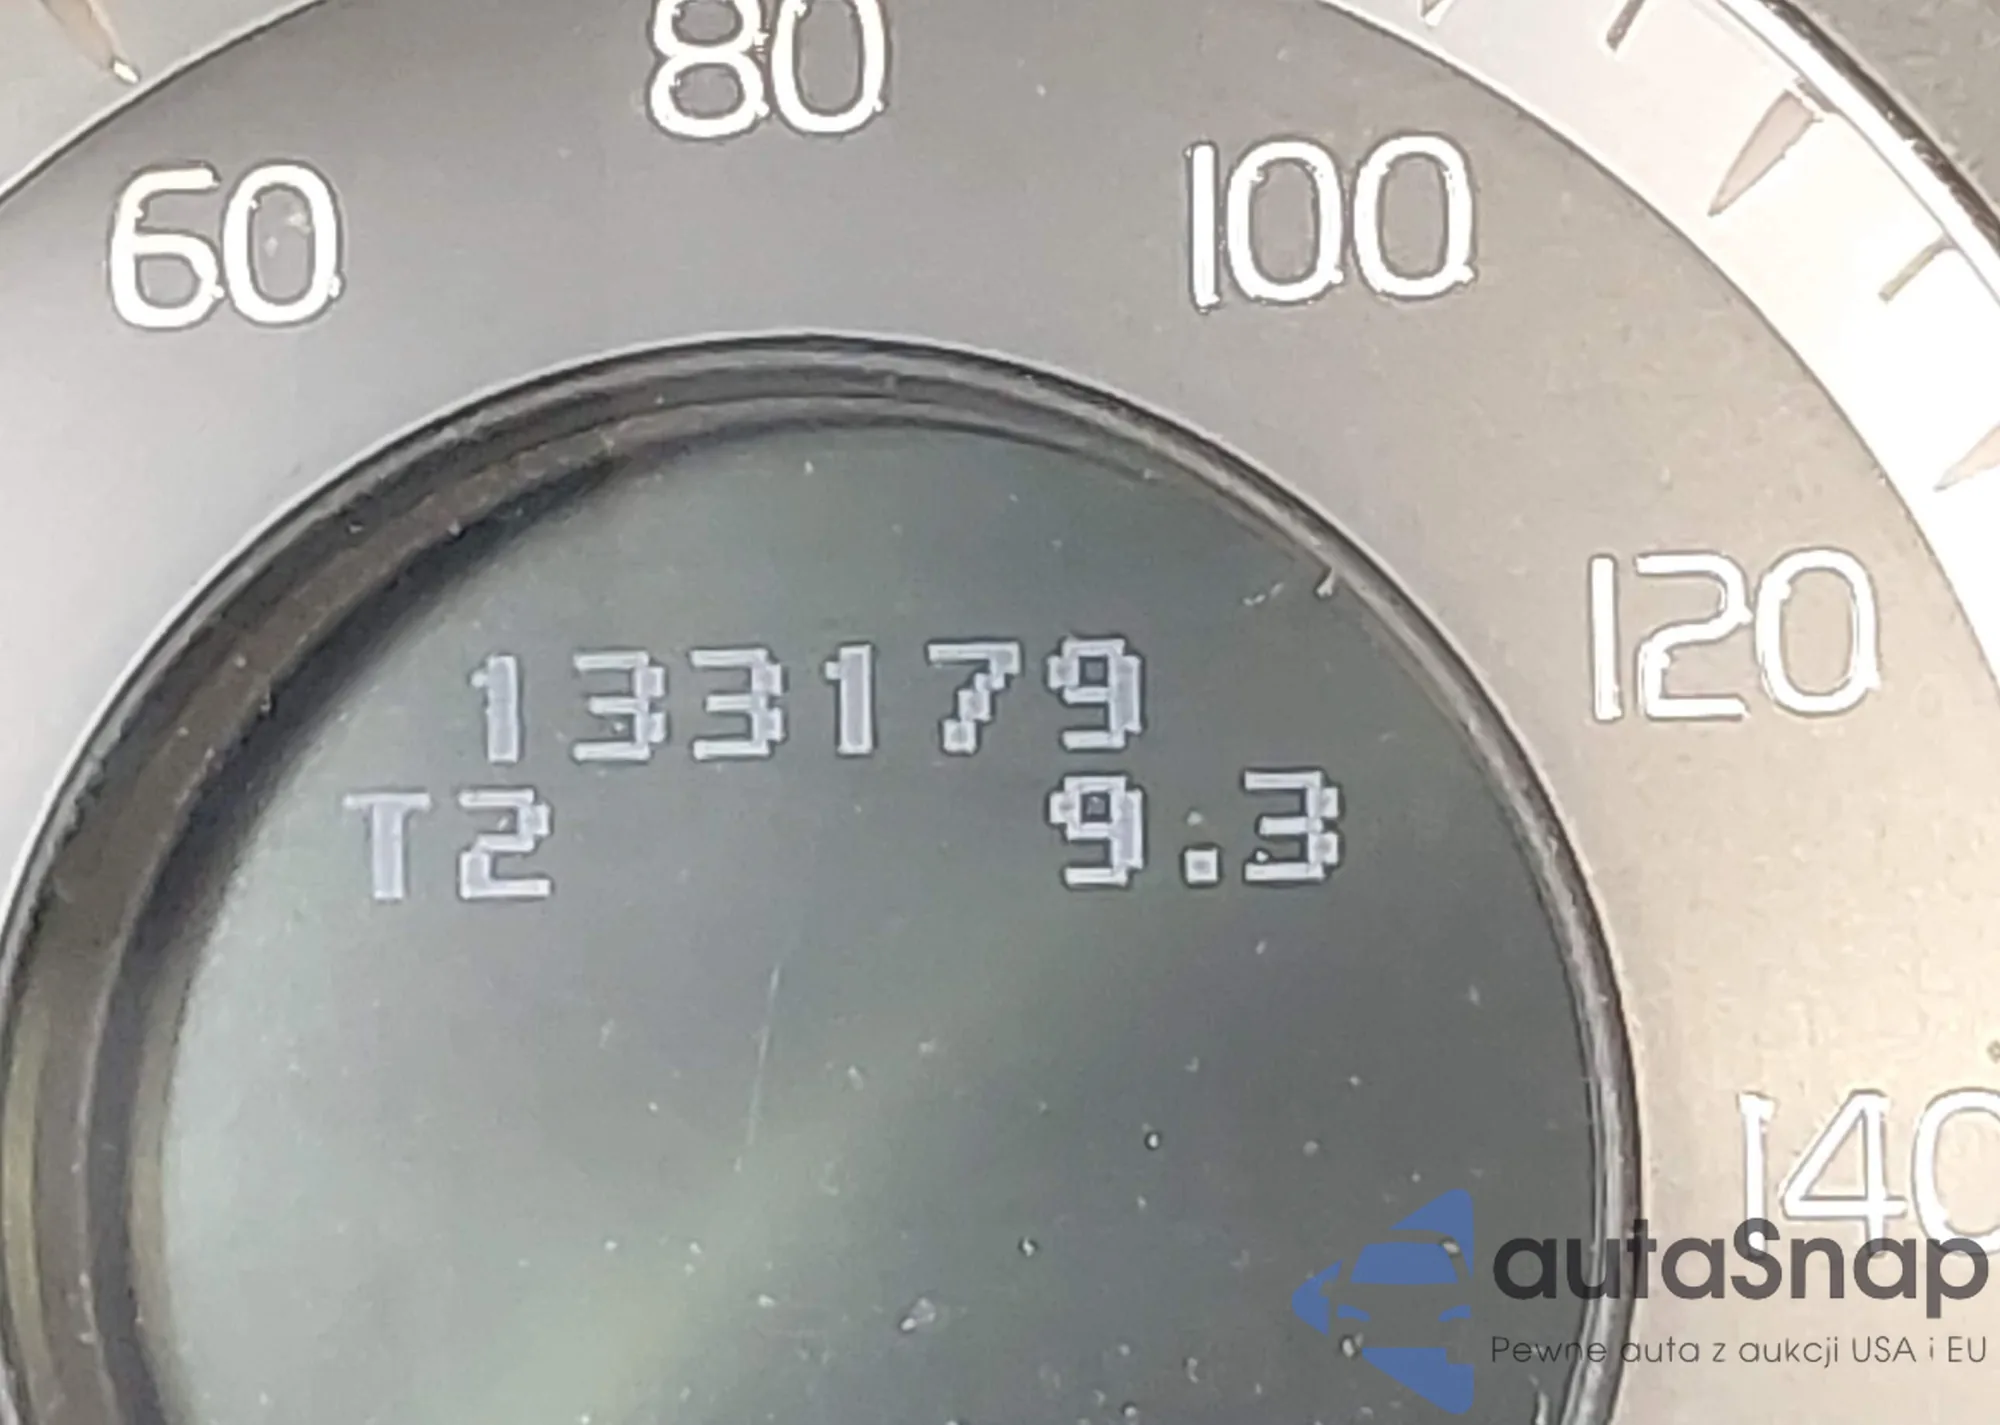 80
60
100
120
133179
T2 9.3
140
autaSnap
Pewne auta z aukcji USA i EU